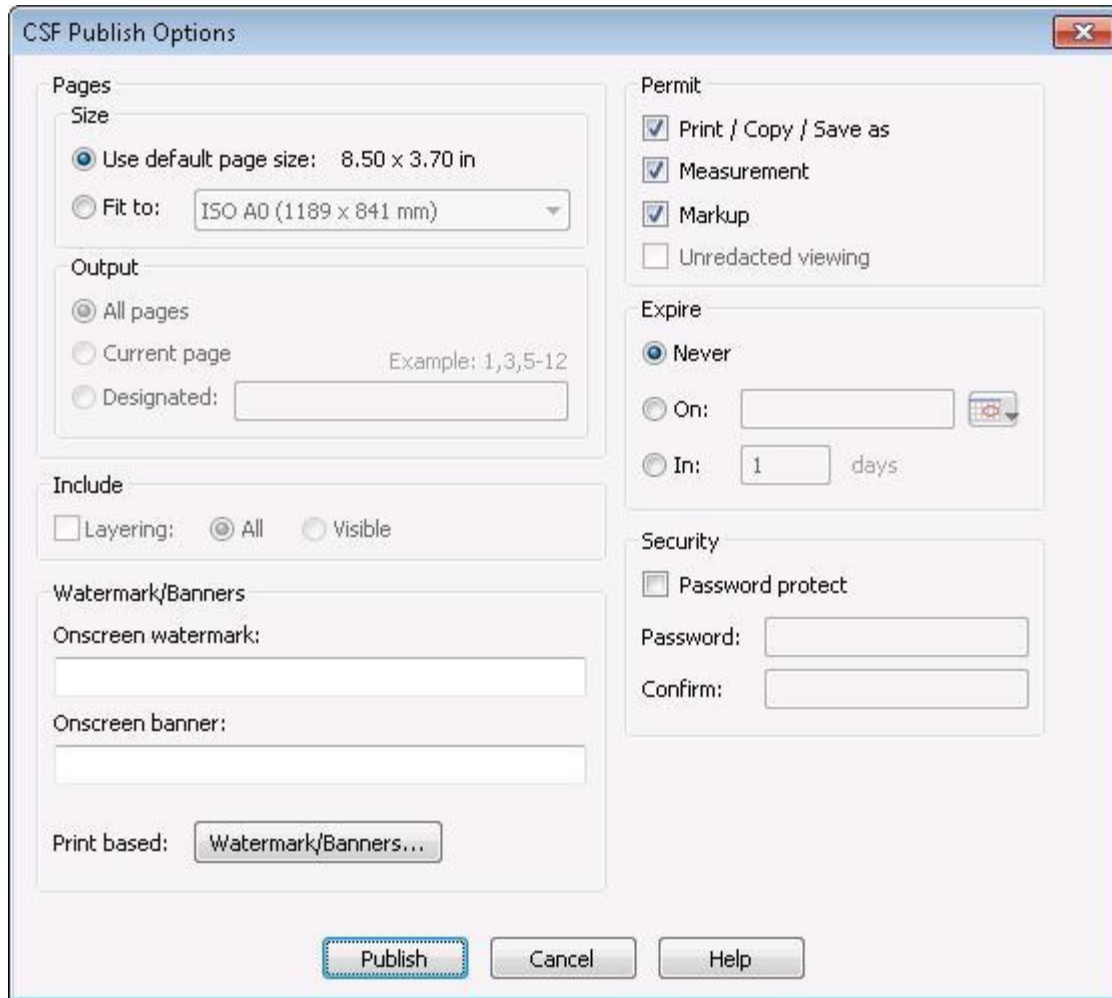 CSF Publish Options
Pages
Size
Use default page size: 8.50 x 3.70 in
Fit to: ISO A0 (1189 x 841 mm)
Output
All pages
Current page
Example: 1,3,5-12
Designated:
Include
Layering: All Visible
Watermark/Banners
Onscreen watermark:
Onscreen banner:
Print based: Watermark/Banners...
Permit
Print / Copy / Save as
Measurement
Markup
Unredacted viewing
Expire
Never
On:
In: 1 days
Security
Password protect
Password:
Confirm:
Publish Cancel Help